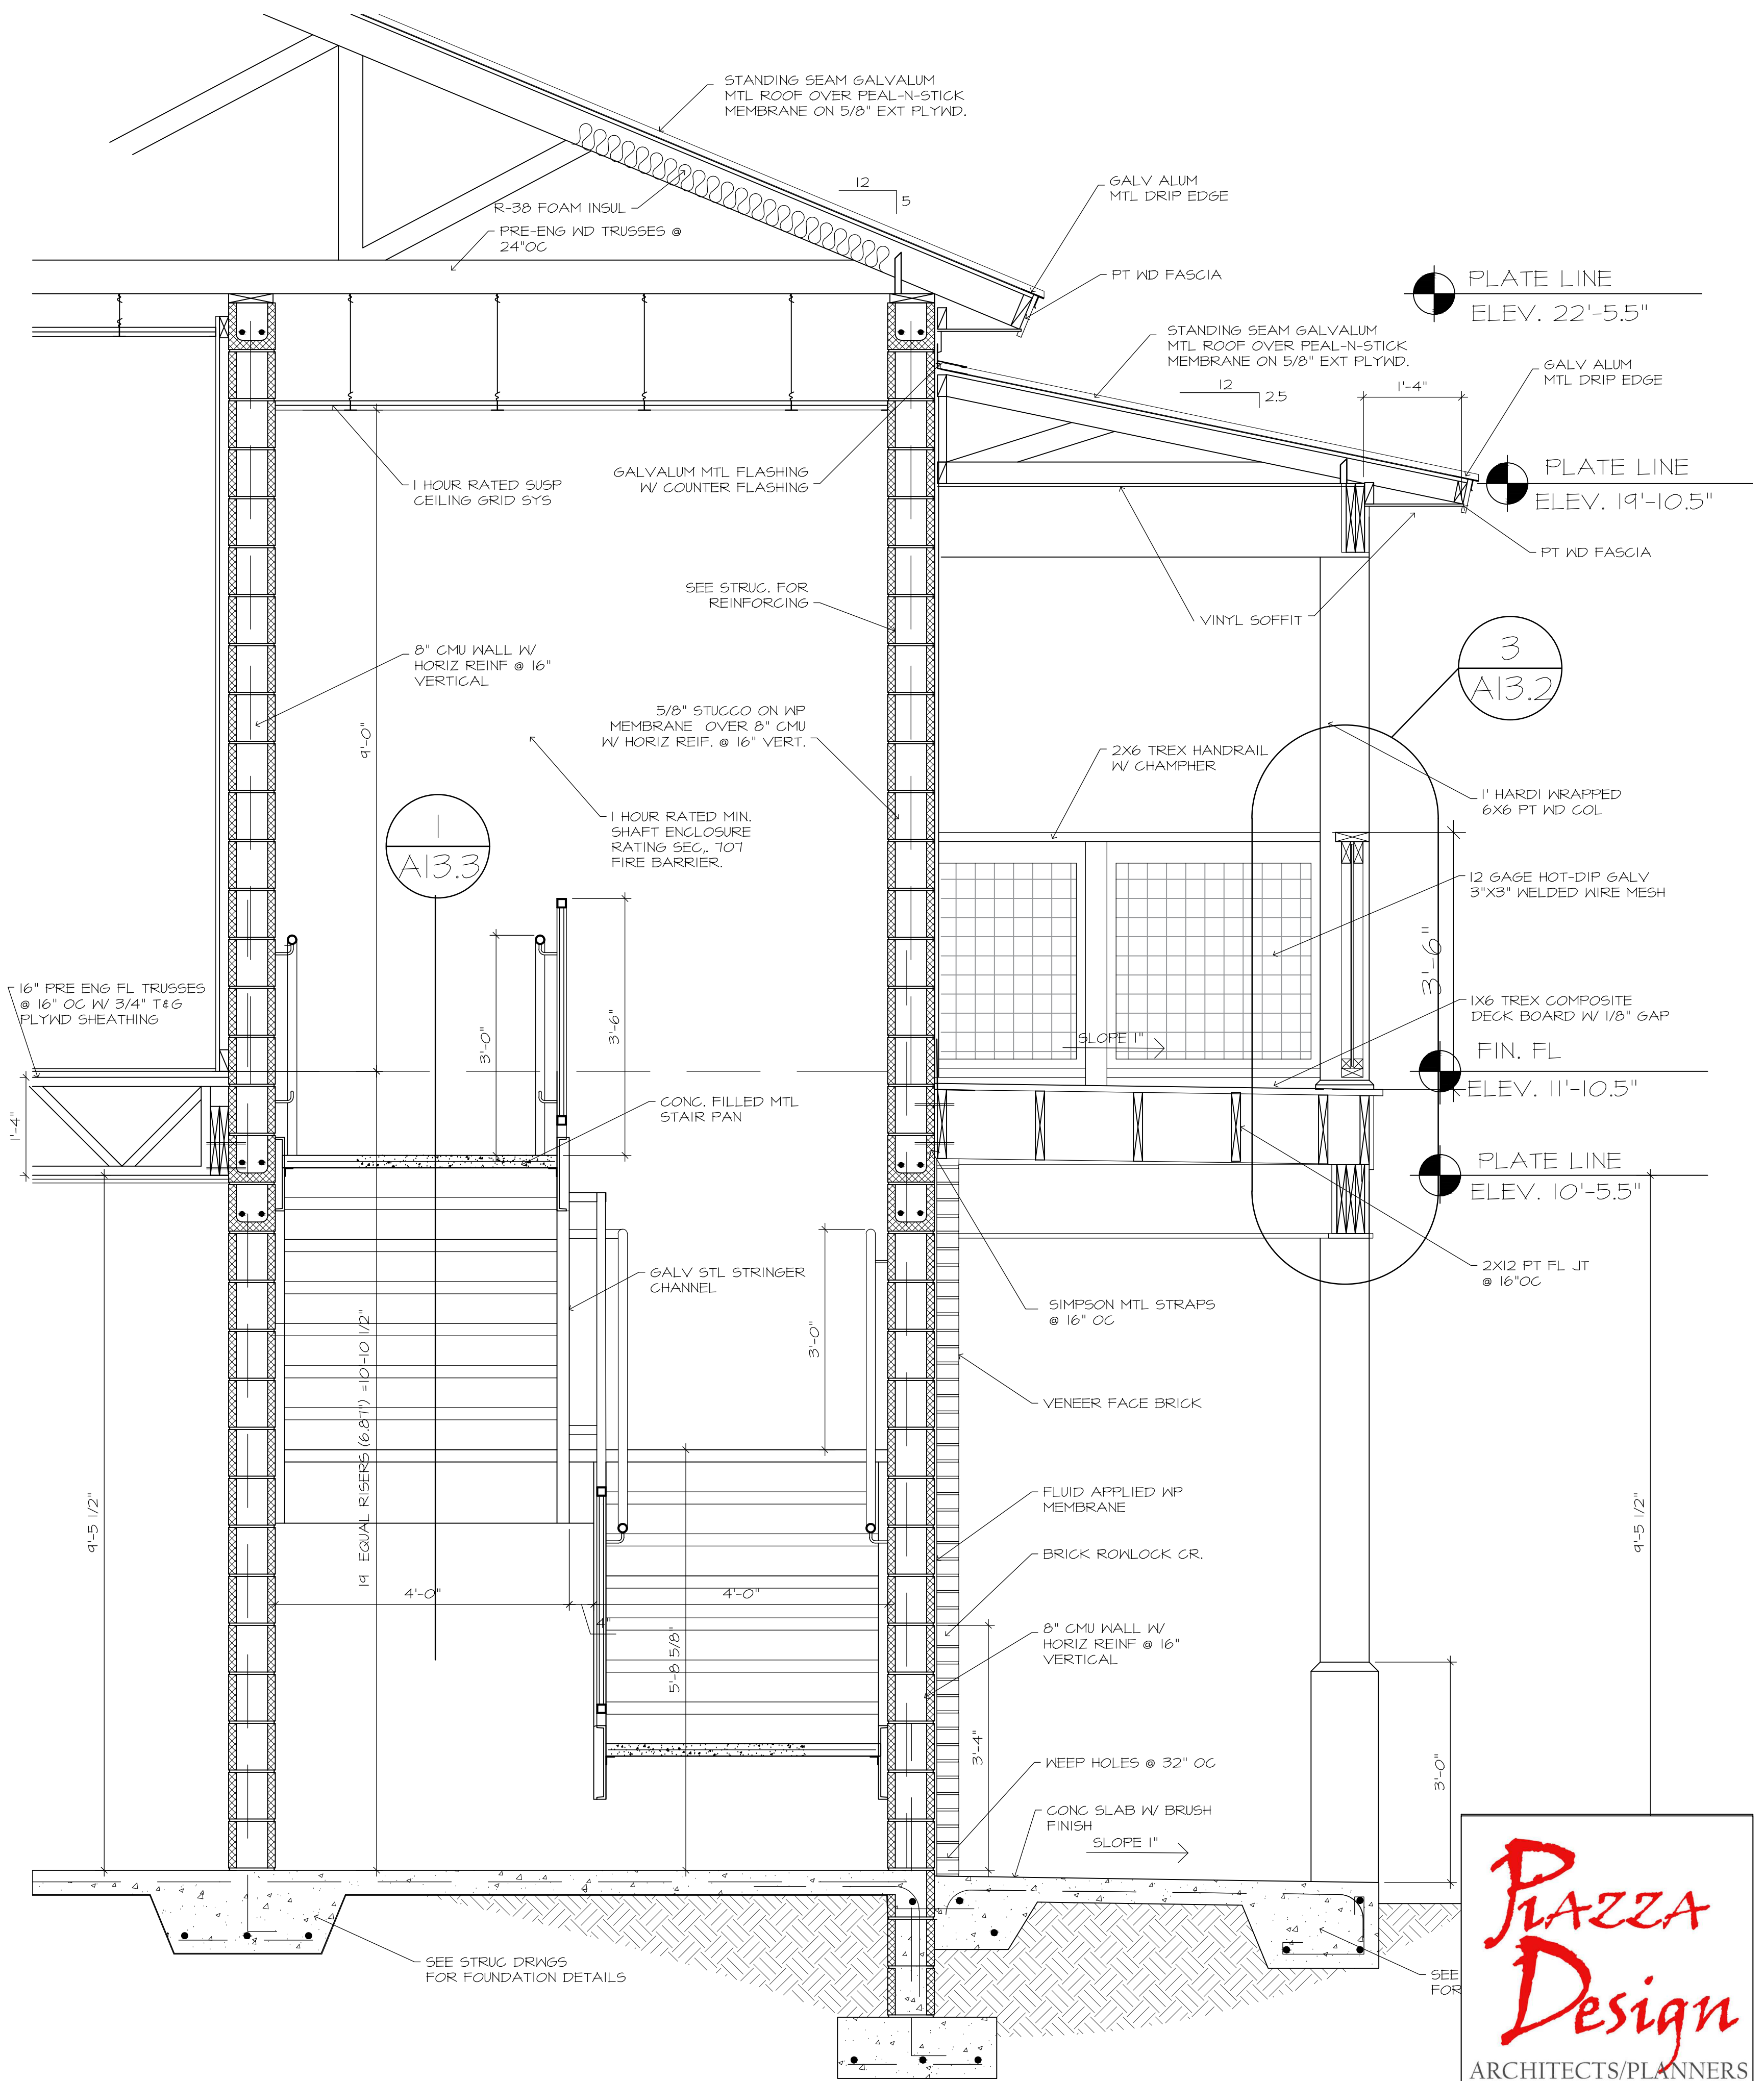 STANDING SEAM GALVALUM
MTL ROOF OVER PEAL-N-STICK
MEMBRANE ON 5/8" EXT PLYWD.
12
5
GALV ALUM
MTL DRIP EDGE
R-38 FOAM INSUL
PRE-ENG WD TRUSSES @
24"OC
PT WD FASCIA
PLATE LINE
ELEV. 22'-5.5"
STANDING SEAM GALVALUM
MTL ROOF OVER PEAL-N-STICK
MEMBRANE ON 5/8" EXT PLYWD.
12
2.5
1'-4"
GALV ALUM
MTL DRIP EDGE
1 HOUR RATED SUSP
CEILING GRID SYS
GALVALUM MTL FLASHING
W/ COUNTER FLASHING
PLATE LINE
ELEV. 19'-10.5"
PT WD FASCIA
SEE STRUC. FOR
REINFORCING
VINYL SOFFIT
8" CMU WALL W/
HORIZ REINF @ 16"
VERTICAL
3
A13.2
9'-0"
5/8" STUCCO ON WP
MEMBRANE OVER 8" CMU
W/ HORIZ REIF. @ 16" VERT.
2X6 TREX HANDRAIL
W/ CHAMPHER
1' HARDI WRAPPED
6X6 PT WD COL
1
A13.3
1 HOUR RATED MIN.
SHAFT ENCLOSURE
RATING SEC,. 707
FIRE BARRIER.
12 GAGE HOT-DIP GALV
3"X3" WELDED WIRE MESH
3'-6"
16" PRE ENG FL TRUSSES
@ 16" OC W/ 3/4" T&G
PLYWD SHEATHING
3'-0"
3'-6"
SLOPE 1"
1X6 TREX COMPOSITE
DECK BOARD W/ 1/8" GAP
FIN. FL
ELEV. 11'-10.5"
1'-4"
CONC. FILLED MTL
STAIR PAN
PLATE LINE
ELEV. 10'-5.5"
GALV STL STRINGER
CHANNEL
2X12 PT FL JT
@ 16"OC
SIMPSON MTL STRAPS
@ 16" OC
19 EQUAL RISERS (6.87") =10'-10 1/2"
3'-0"
VENEER FACE BRICK
FLUID APPLIED WP
MEMBRANE
9'-5 1/2"
9'-5 1/2"
BRICK ROWLOCK CR.
4'-0"
4"
4'-0"
5'-8 5/8"
8" CMU WALL W/
HORIZ REINF @ 16"
VERTICAL
3'-4"
3'-0"
WEEP HOLES @ 32" OC
CONC SLAB W/ BRUSH
FINISH
SLOPE 1"
SEE STRUC DRWGS
FOR FOUNDATION DETAILS
SEE
FOR
PIAZZA
Design
ARCHITECTS/PLANNERS